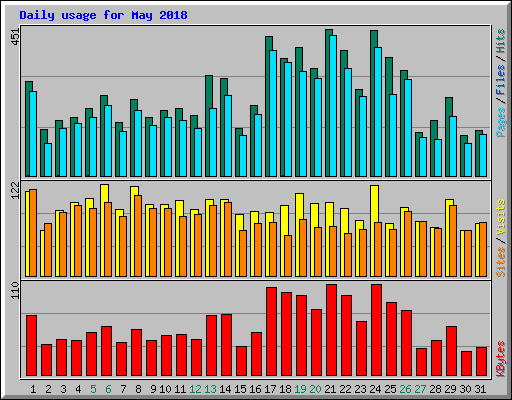 Daily usage for May 2018
451
Pages / Files / Hits
122
Sites / Visits
110
KBytes
1 2 3 4 5 6 7 8 9 10 11 12 13 14 15 16 17 18 19 20 21 22 23 24 25 26 27 28 29 30 31